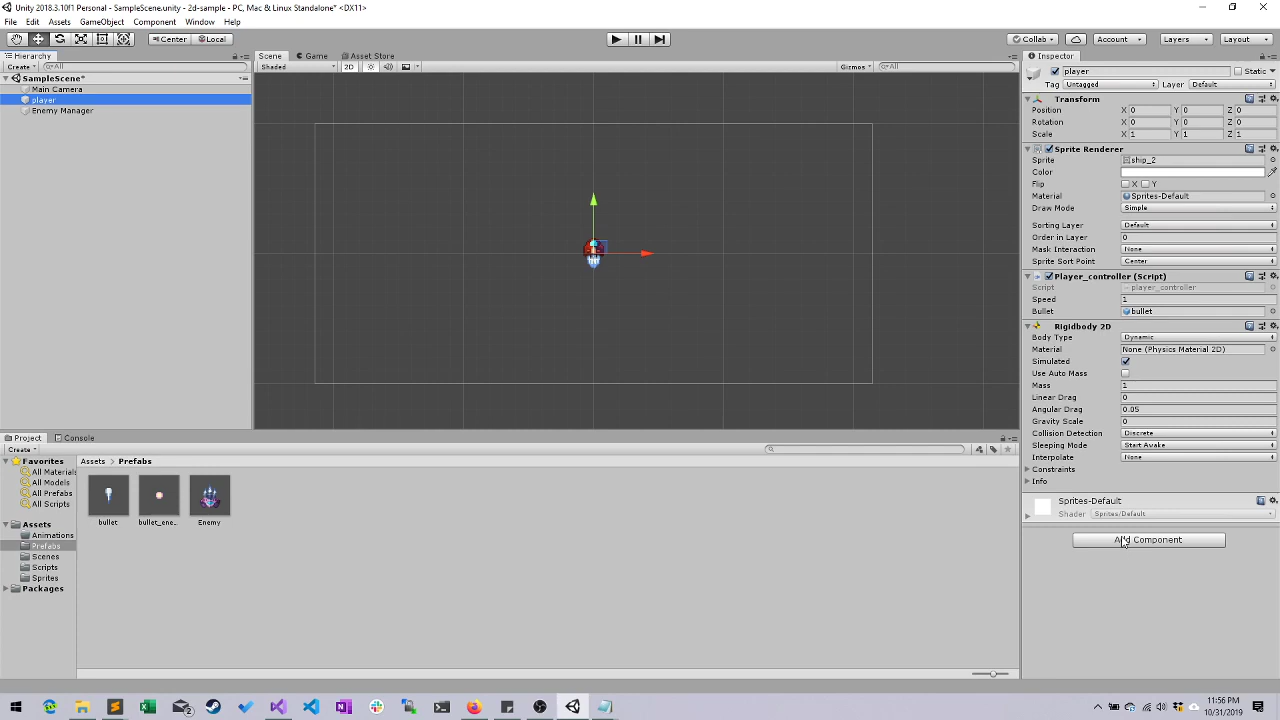 Unity 2018.3.10f1 Personal - SampleScene.unity - 2d-sample - PC, Mac & Linux Standalone* <DX11>
File Edit Assets GameObject Component Window Help
Center Local Collab Account Layers Layout
Hierarchy Scene Game Asset Store Inspector
Create All Shaded 2D Gizmos All player Static
SampleScene*
Main Camera
player
Enemy Manager
Tag Untagged Layer Default
Transform
Position X 0 Y 0 Z 0
Rotation X 0 Y 0 Z 0
Scale X 1 Y 1 Z 1
Sprite Renderer
Sprite ship_2
Color
Flip X Y
Material Sprites-Default
Draw Mode Simple
Sorting Layer Default
Order in Layer 0
Mask Interaction None
Sprite Sort Point Center
Player_controller (Script)
Script player_controller
Speed 1
Bullet bullet
Rigidbody 2D
Body Type Dynamic
Material None (Physics Material 2D)
Simulated
Use Auto Mass
Mass 1
Linear Drag 0
Angular Drag 0.05
Gravity Scale 0
Collision Detection Discrete
Sleeping Mode Start Awake
Interpolate None
Constraints
Info
Sprites-Default
Shader Sprites/Default
Add Component
Project Console
Create
Favorites
All Materials
All Models
All Prefabs
All Scripts
Assets
Animations
Prefabs
Scenes
Scripts
Sprites
Packages
Assets Prefabs
bullet bullet_ene... Enemy
2
11:56 PM
10/31/2019